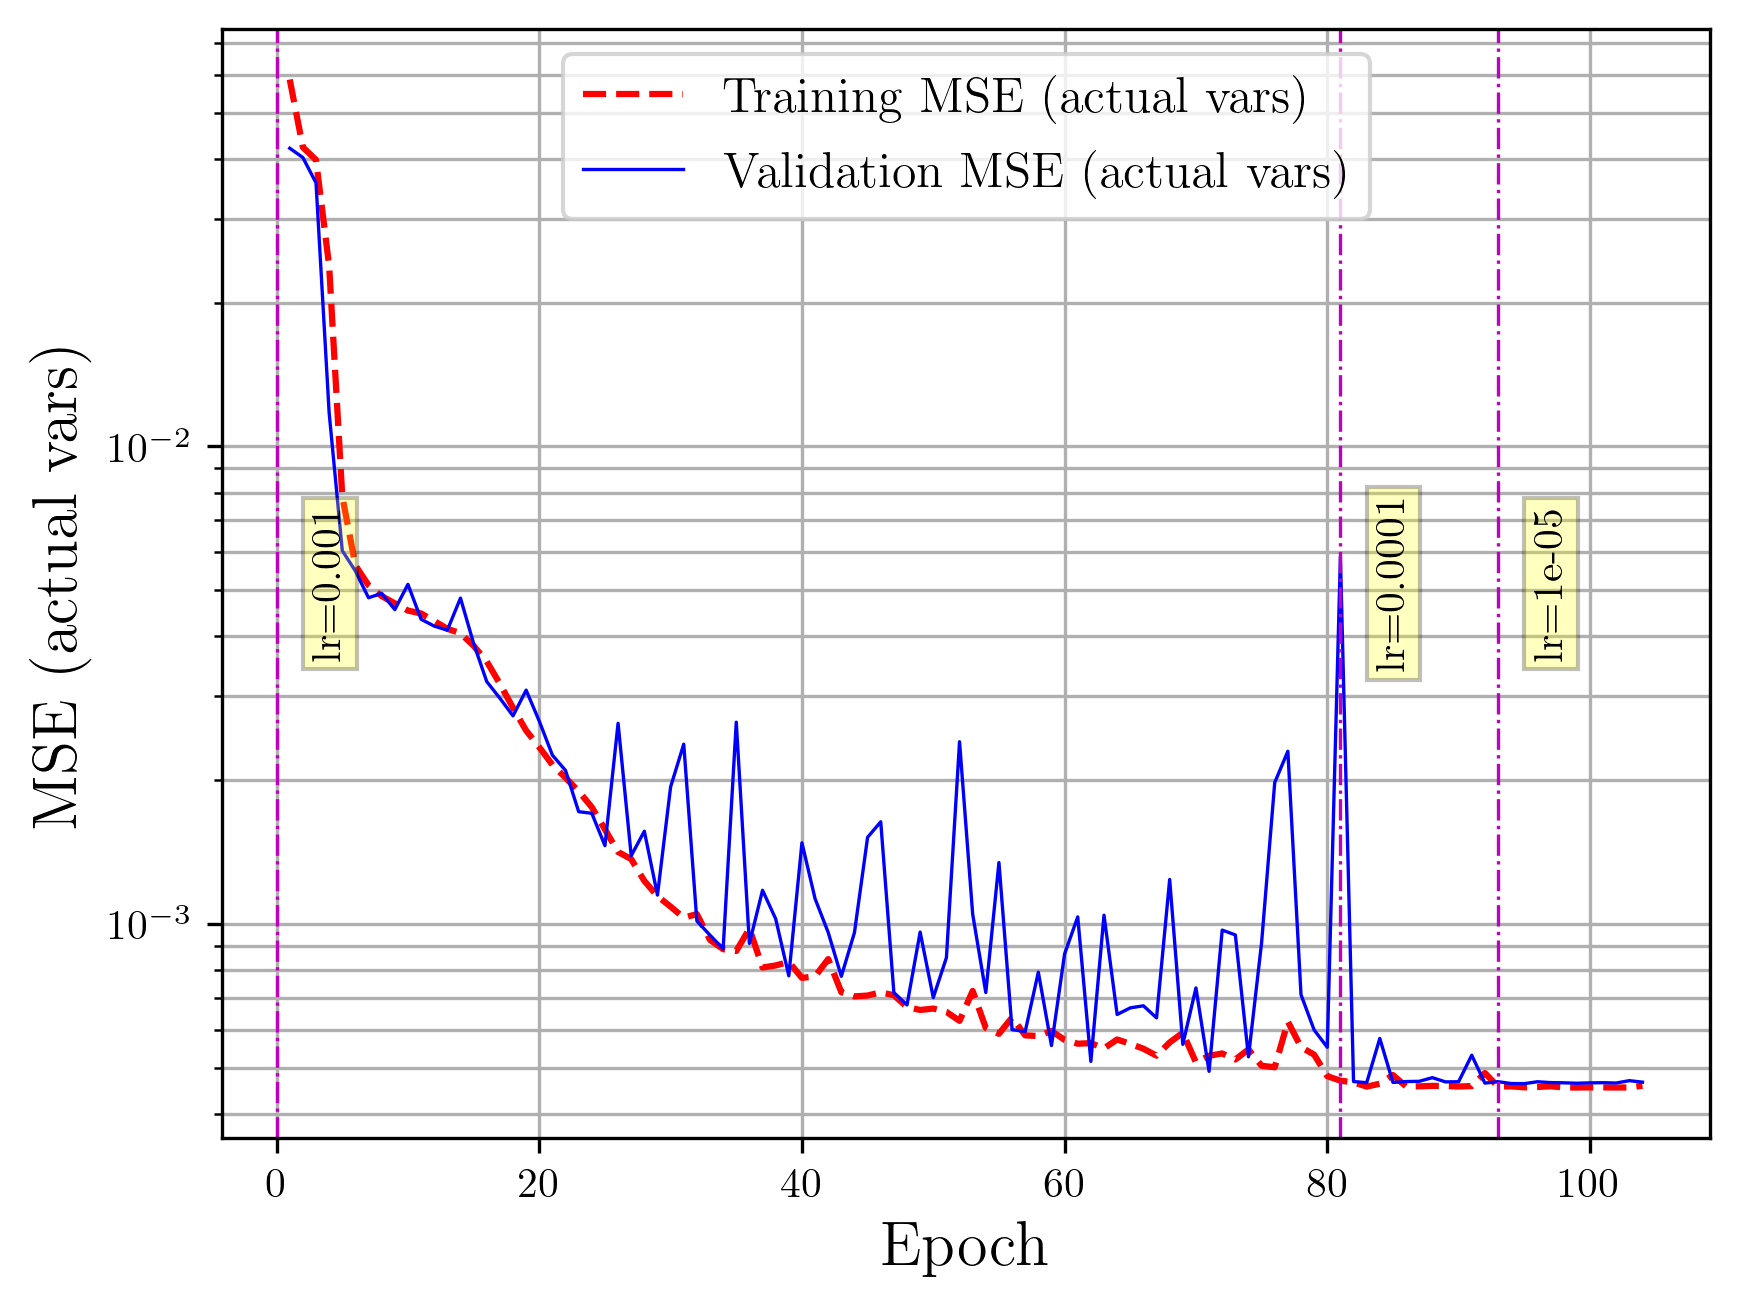 Training MSE (actual vars)
Validation MSE (actual vars)
MSE (actual vars)
10⁻²
10⁻³
lr=0.001
lr=0.0001
lr=1e-05
0 20 40 60 80 100
Epoch